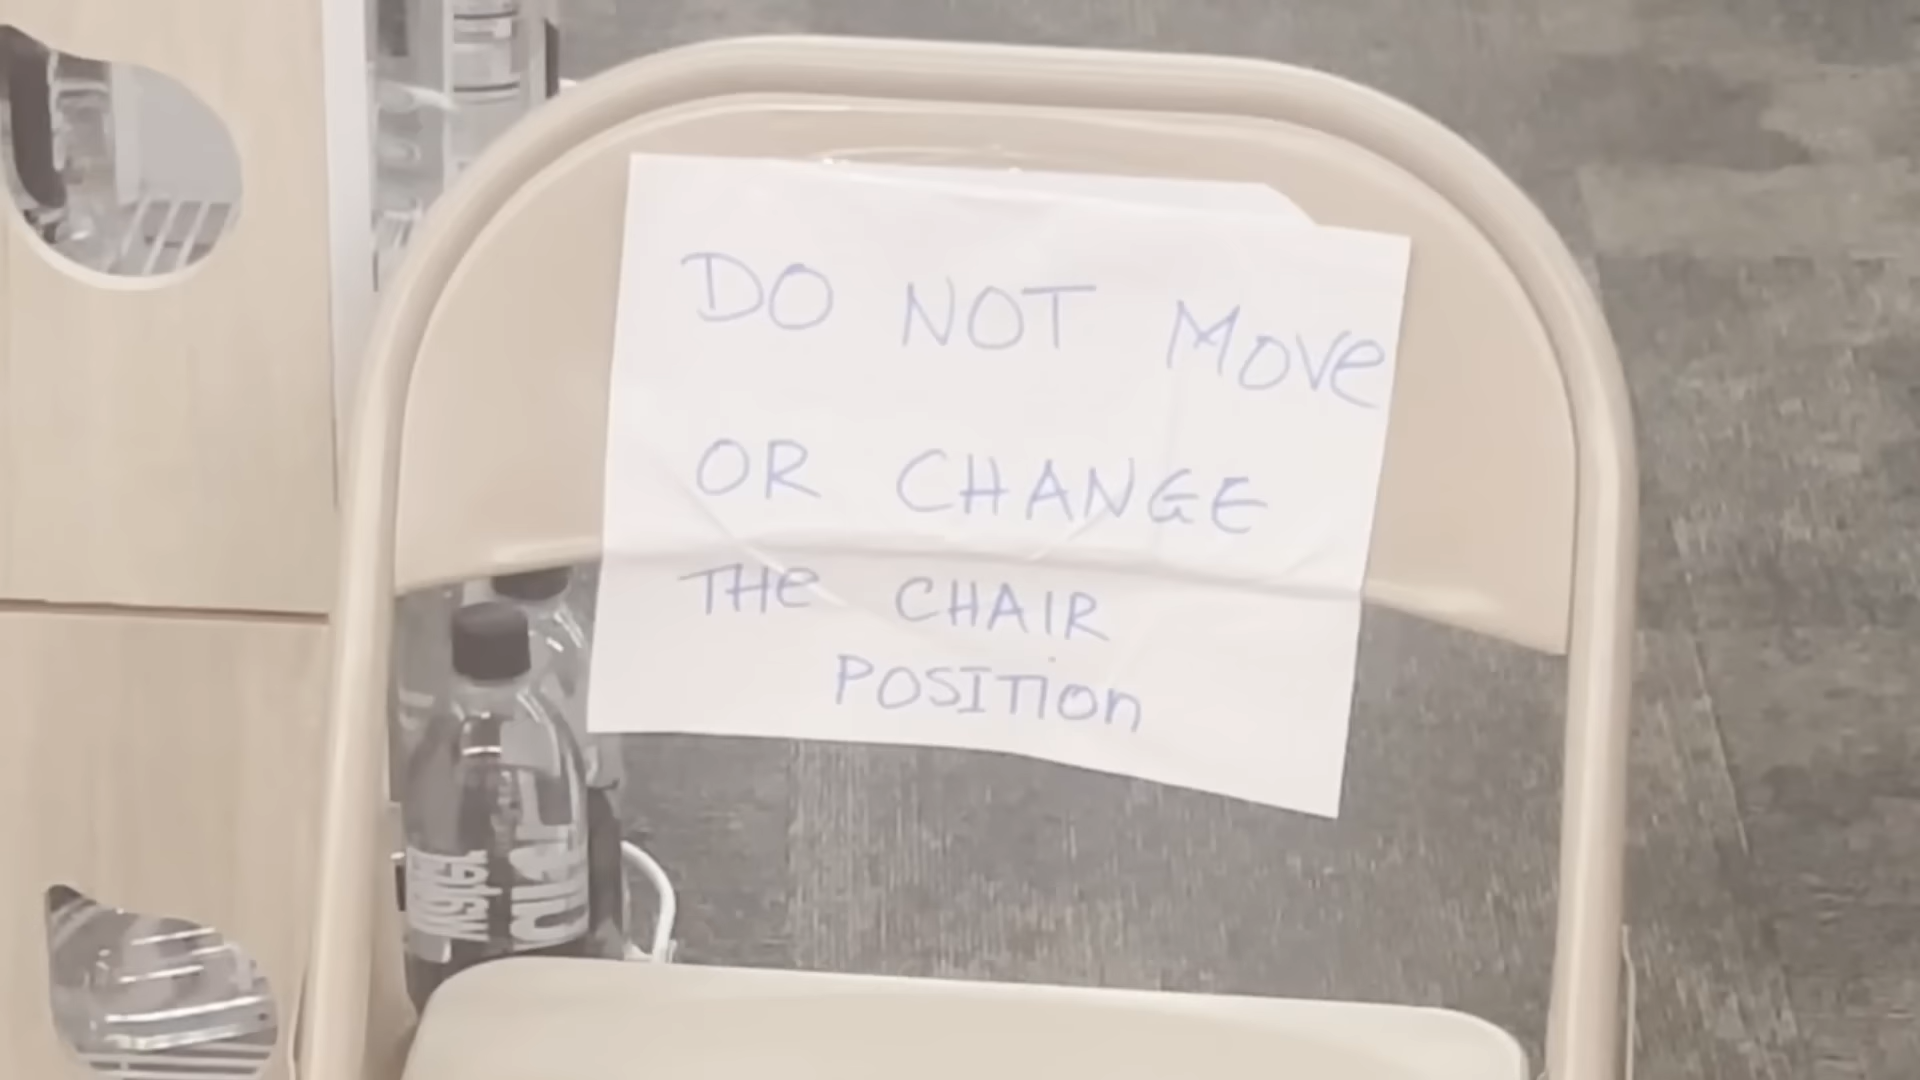 DO NOT MOVe
OR CHANGE
THe CHAIR
POSITIon